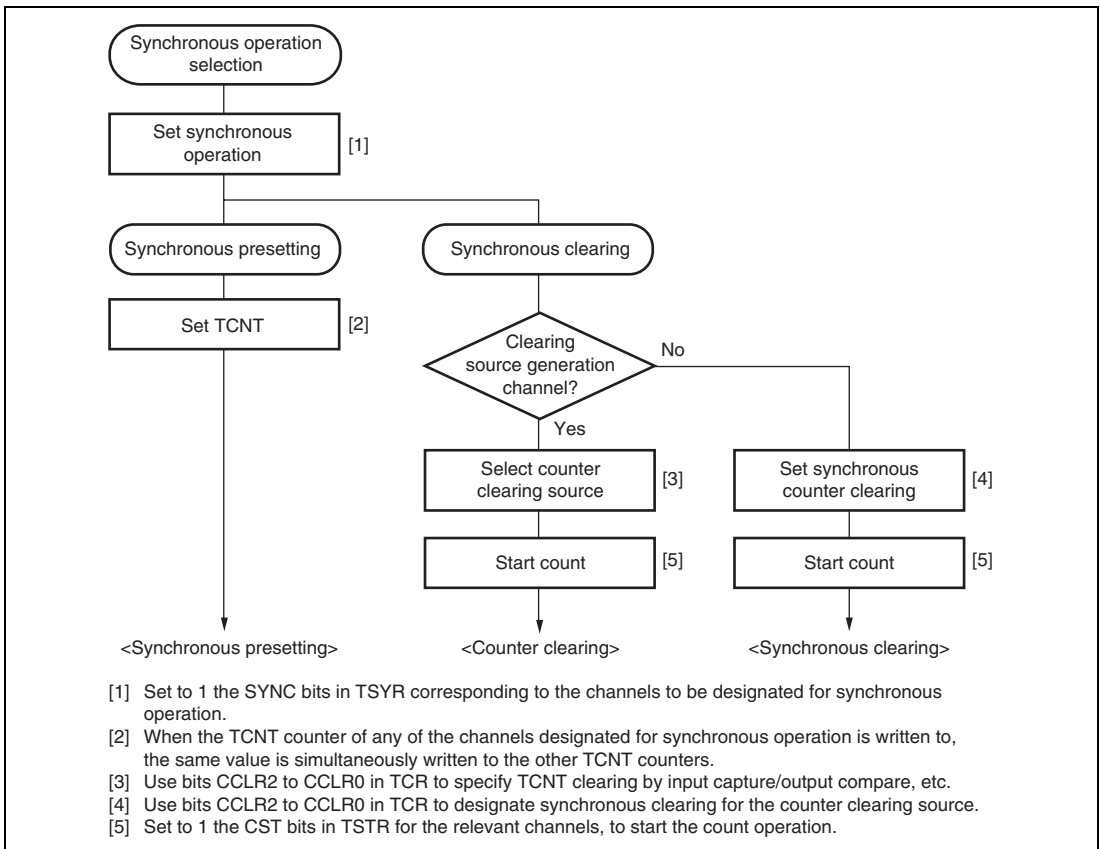 Synchronous operation
selection
Set synchronous
operation
[1]
Synchronous presetting
Synchronous clearing
Set TCNT
[2]
Clearing
source generation
channel?
No
Yes
Select counter
clearing source
[3]
Set synchronous
counter clearing
[4]
Start count
[5]
Start count
[5]
<Synchronous presetting>
<Counter clearing>
<Synchronous clearing>
[1] Set to 1 the SYNC bits in TSYR corresponding to the channels to be designated for synchronous
operation.
[2] When the TCNT counter of any of the channels designated for synchronous operation is written to,
the same value is simultaneously written to the other TCNT counters.
[3] Use bits CCLR2 to CCLR0 in TCR to specify TCNT clearing by input capture/output compare, etc.
[4] Use bits CCLR2 to CCLR0 in TCR to designate synchronous clearing for the counter clearing source.
[5] Set to 1 the CST bits in TSTR for the relevant channels, to start the count operation.